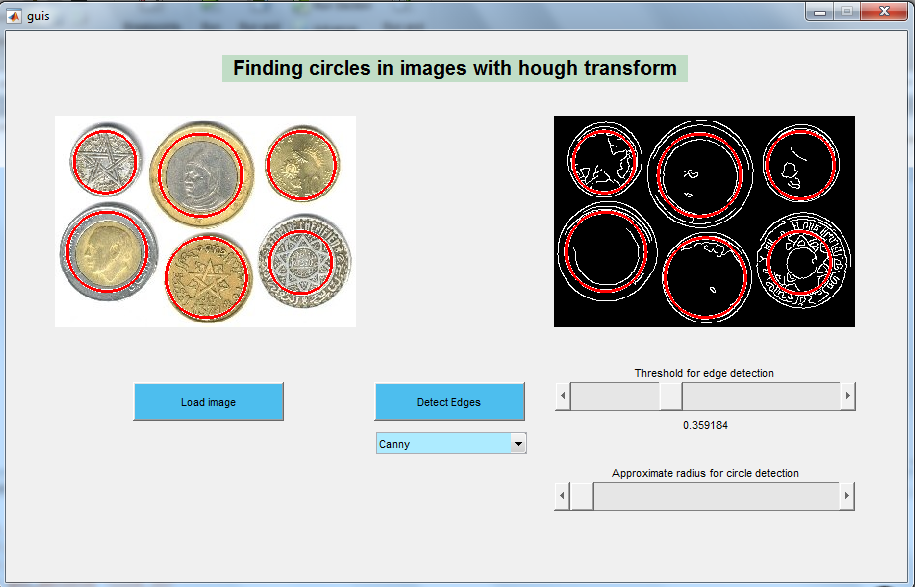 guis
Finding circles in images with hough transform
Threshold for edge detection
Load image
Detect Edges
0.359184
Canny
Approximate radius for circle detection